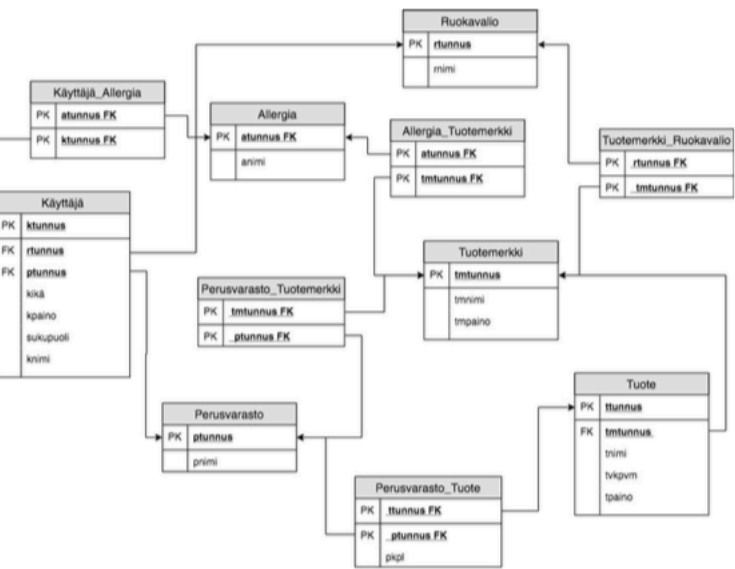 Ruokavalio
PK rtunnus
rnimi
Käyttäjä_Allergia
PK atunnus FK
PK ktunnus FK
Allergia
PK atunnus FK
animi
Allergia_Tuotemerkki
PK atunnus FK
PK tmtunnus FK
Tuotemerkki_Ruokavalio
PK rtunnus FK
PK tmtunnus FK
Käyttäjä
PK ktunnus
FK rtunnus
FK ptunnus
kikä
kpaino
sukupuoli
knimi
Tuotemerkki
PK tmtunnus
tmnimi
tmpaino
Perusvarasto_Tuotemerkki
PK tmtunnus FK
PK ptunnus FK
Tuote
PK ttunnus
FK tmtunnus
tnimi
tvkpvm
tpaino
Perusvarasto
PK ptunnus
pnimi
Perusvarasto_Tuote
PK ttunnus FK
PK ptunnus FK
pkpl